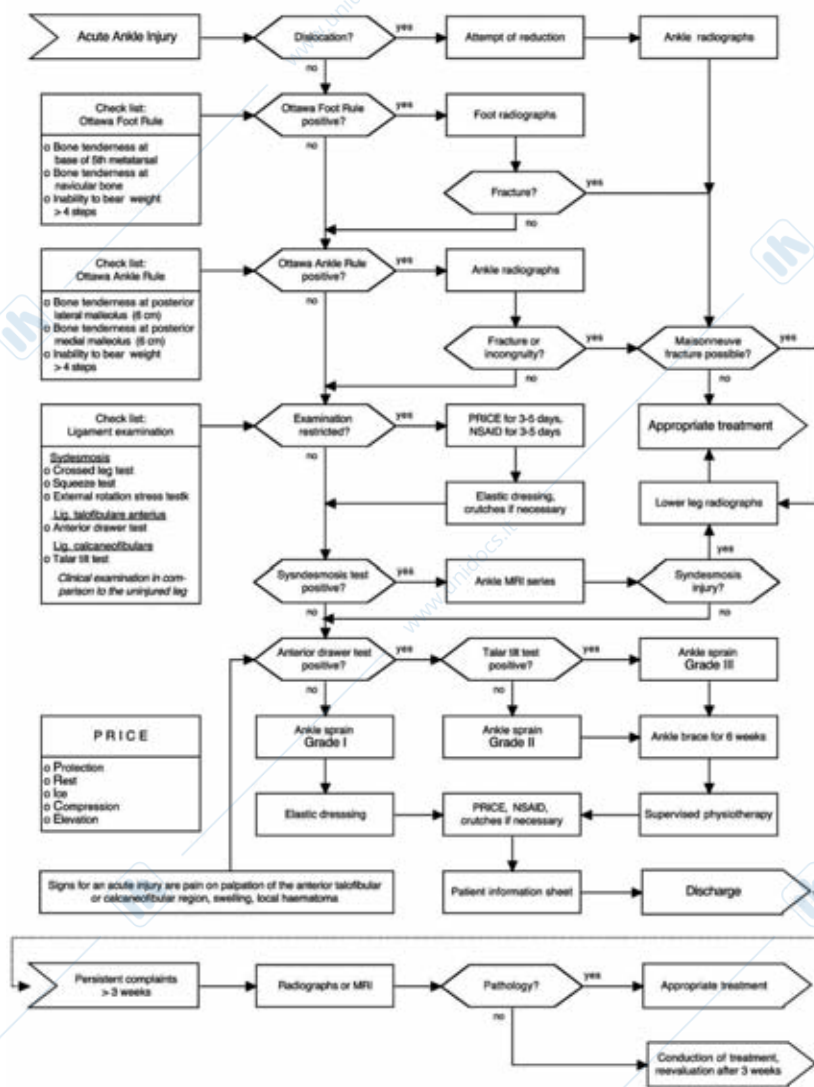 Acute Ankle Injury
Dislocation?
yes
Attempt of reduction
Ankle radiographs
no
Check list:
Ottawa Foot Rule
o Bone tenderness at
base of 5th metatarsal
o Bone tenderness at
navicular bone
o Inability to bear weight
> 4 steps
Ottawa Foot Rule
positive?
yes
Foot radiographs
no
Fracture?
yes
no
Check list:
Ottawa Ankle Rule
o Bone tenderness at posterior
lateral malleolus (6 cm)
o Bone tenderness at posterior
medial malleolus (6 cm)
o Inability to bear weight
> 4 steps
Ottawa Ankle Rule
positive?
yes
Ankle radiographs
no
Fracture or
incongruity?
yes
no
Maisonneuve
fracture possible?
yes
no
Check list:
Ligament examination
Sydesmosis
o Crossed leg test
o Squeeze test
o External rotation stress testk
Lig. talofibulare anterius
o Anterior drawer test
Lig. calcaneofibulare
o Talar tilt test
Clinical examination in com-
parison to the uninjured leg
Examination
restricted?
yes
PRICE for 3-5 days,
NSAID for 3-5 days
Appropriate treatment
no
Elastic dressing,
crutches if necessary
Lower leg radiographs
yes
Sysndesmosis test
positive?
yes
Ankle MRI series
Syndesmosis
injury?
no
no
Anterior drawer test
positive?
yes
Talar tilt test
positive?
yes
Ankle sprain
Grade III
no
no
PRICE
o Protection
o Rest
o Ice
o Compression
o Elevation
Ankle sprain
Grade I
Ankle sprain
Grade II
Ankle brace for 6 weeks
Elastic dresssing
PRICE, NSAID,
crutches if necessary
Supervised physiotherapy
Signs for an acute injury are pain on palpation of the anterior talofibular
or calcaneofibular region, swelling, local haematoma
Patient information sheet
Discharge
Persistent complaints
> 3 weeks
Radiographs or MRI
Pathology?
yes
Appropriate treatment
no
Conduction of treatment,
reevaluation after 3 weeks